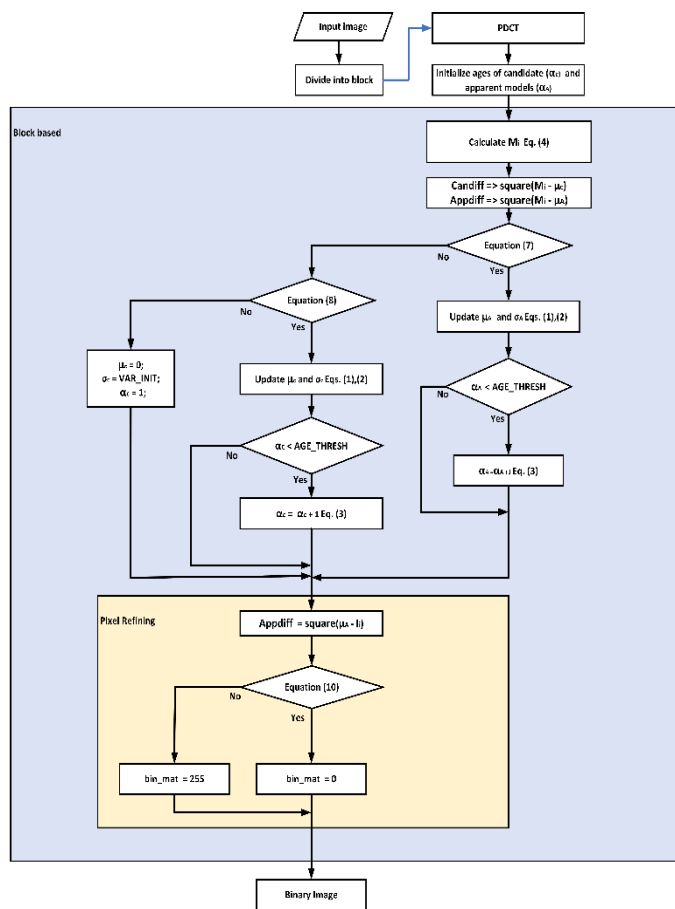 Input image
PDCT
Divide into block
Initialize ages of candidate (αc) and
apparent models (αA)
Block based
Calculate Mi Eq. (4)
Candiff => square(Mi - μc)
Appdiff => square(Mi - μA)
Equation (7)
No
Yes
Equation (8)
No
Yes
Update μA and σA Eqs. (1),(2)
μc = 0;
σc = VAR_INIT;
αc = 1;
Update μc and σc Eqs. (1),(2)
αA < AGE_THRESH
No
Yes
αc < AGE_THRESH
No
Yes
Eq. (3)
αc = αc + 1 Eq. (3)
Pixel Refining
Appdiff = square(μA - Ii)
Equation (10)
No
Yes
bin_mat = 255
bin_mat = 0
Binary Image